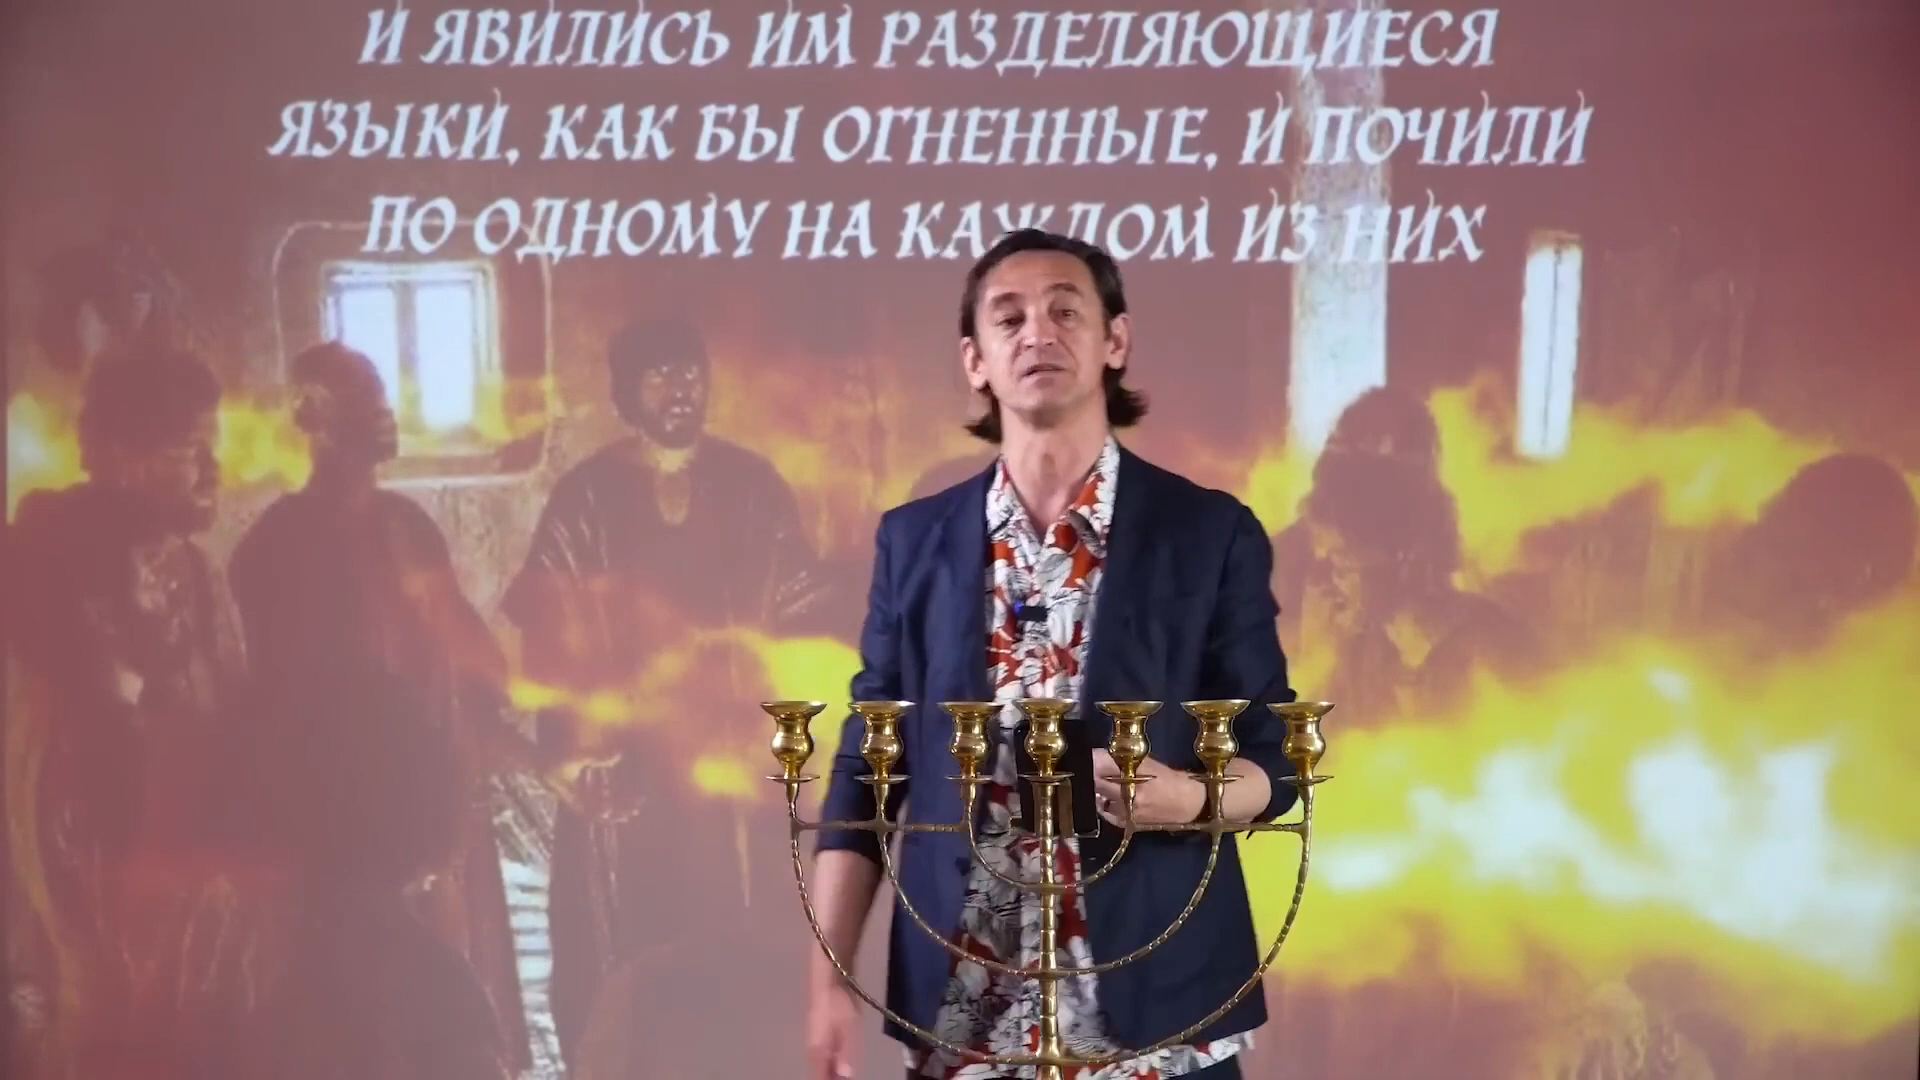 И ЯВИЛИСЬ ИМ РАЗДЕЛЯЮЩИЕСЯ
ЯЗЫКИ, КАК БЫ ОГНЕННЫЕ, И ПОЧИЛИ
ПО ОДНОМУ НА КАЖДОМ ИЗ НИХ